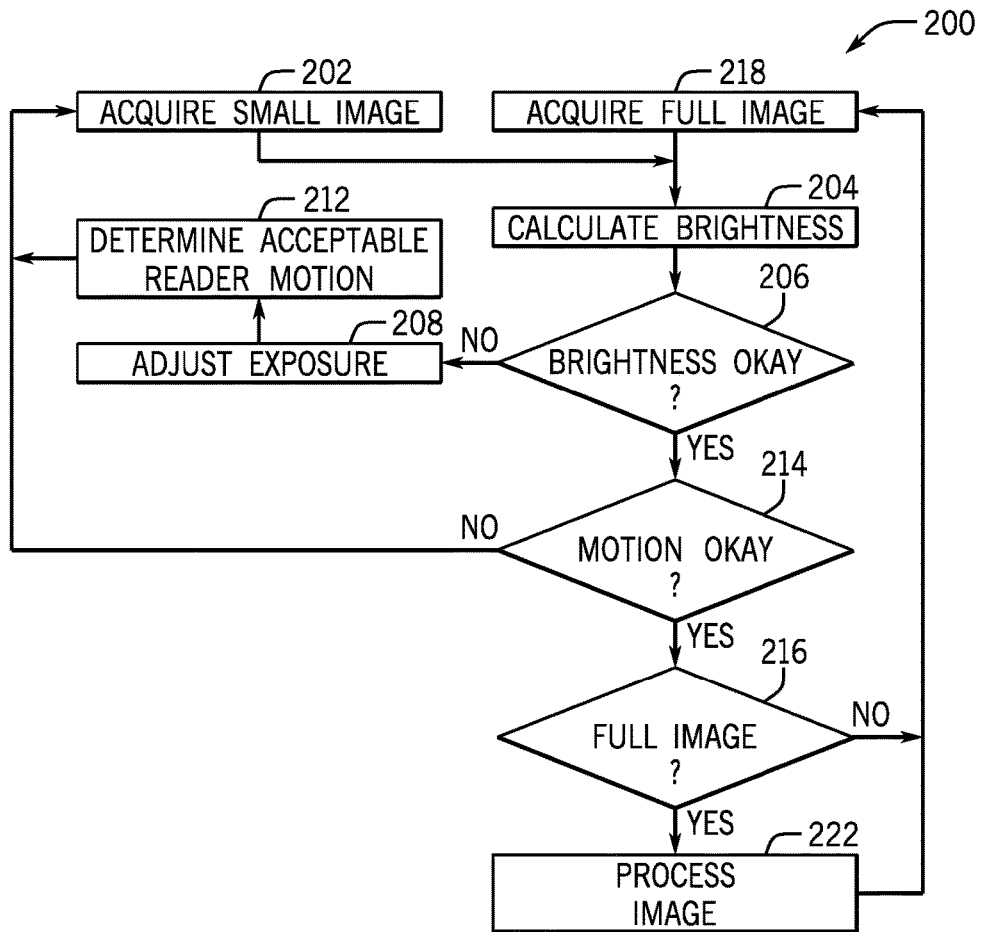 200
202
ACQUIRE SMALL IMAGE
218
ACQUIRE FULL IMAGE
212
DETERMINE ACCEPTABLE
READER MOTION
204
CALCULATE BRIGHTNESS
208
ADJUST EXPOSURE
NO
206
BRIGHTNESS OKAY
?
YES
214
NO
MOTION OKAY
?
YES
216
FULL IMAGE
?
NO
YES
222
PROCESS
IMAGE